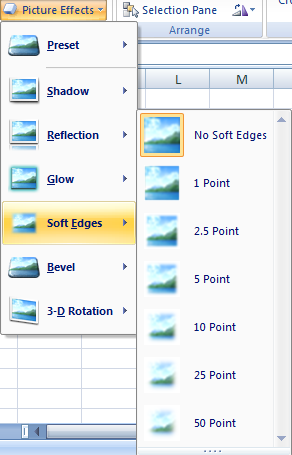 Picture Effects
Selection Pane
Arrange
L
M
Preset
Shadow
Reflection
Glow
Soft Edges
Bevel
3-D Rotation
No Soft Edges
1 Point
2.5 Point
5 Point
10 Point
25 Point
50 Point